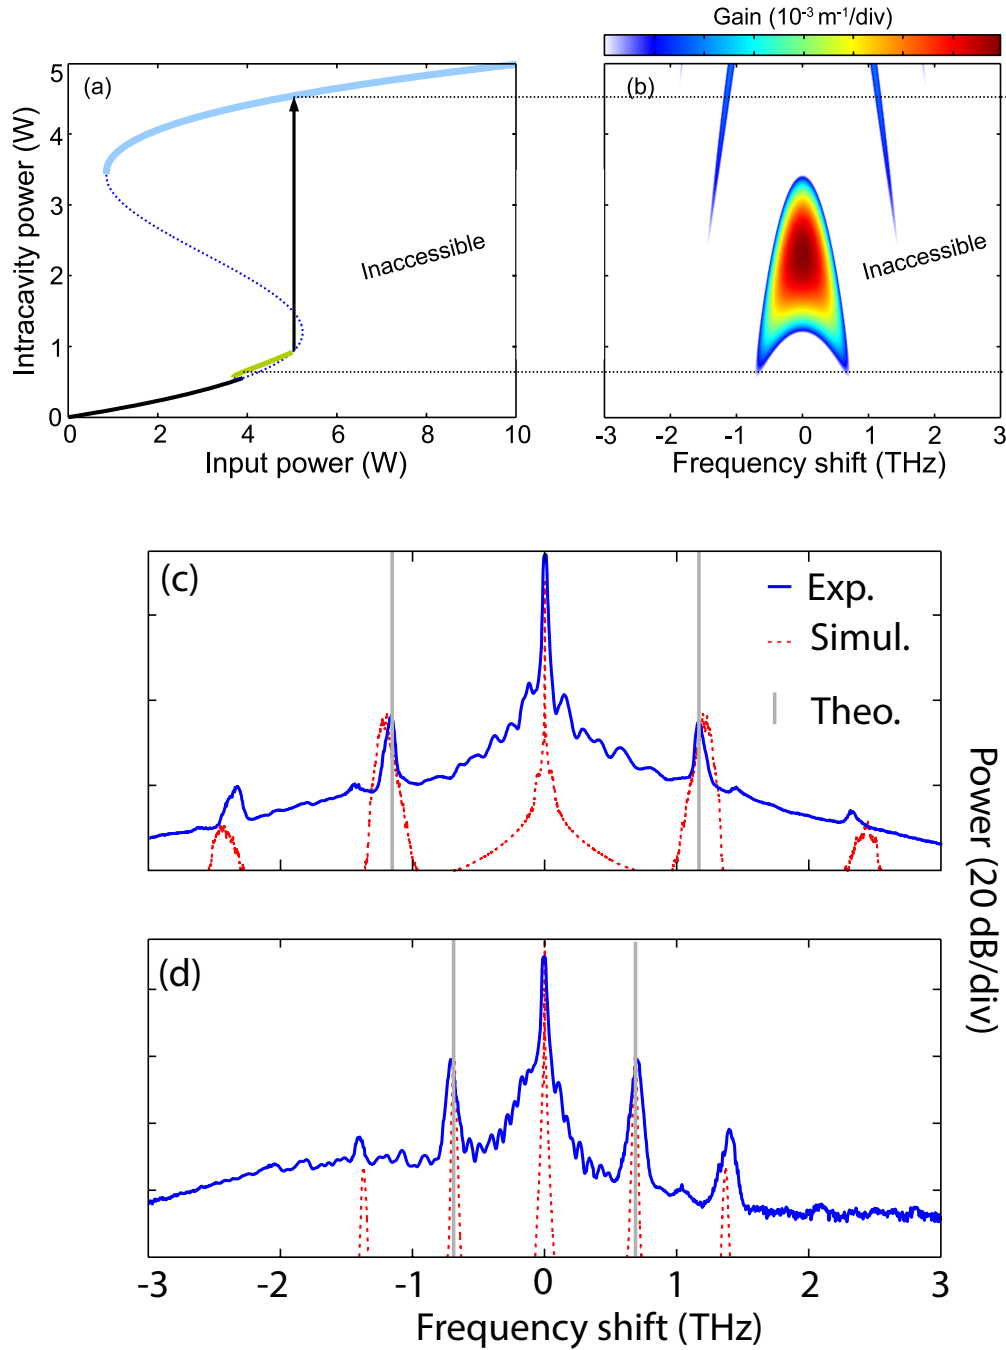 Gain (10⁻³ m⁻¹/div)
(a)
Intracavity power (W)
5
4
3
2
1
0
Inaccessible
0 2 4 6 8 10
Input power (W)
(b)
Inaccessible
-3 -2 -1 0 1 2 3
Frequency shift (THz)
(c)
Exp.
Simul.
Theo.
(d)
Power (20 dB/div)
-3 -2 -1 0 1 2 3
Frequency shift (THz)